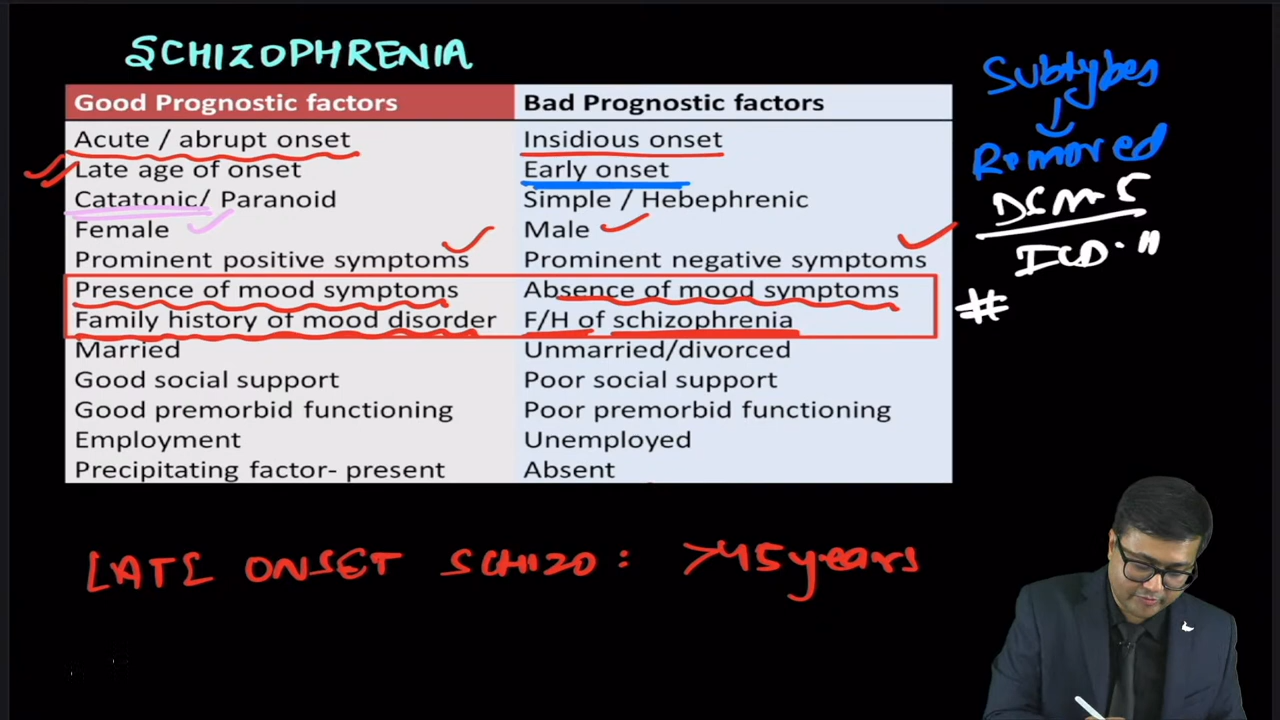 SCHIZOPHRENIA
Good Prognostic factors Bad Prognostic factors
Acute / abrupt onset Insidious onset
Late age of onset Early onset
Catatonic/ Paranoid Simple / Hebephrenic
Female Male
Prominent positive symptoms Prominent negative symptoms
Presence of mood symptoms Absence of mood symptoms
Family history of mood disorder F/H of schizophrenia
Married Unmarried/divorced
Good social support Poor social support
Good premorbid functioning Poor premorbid functioning
Employment Unemployed
Precipitating factor- present Absent
Subtypes
Removed
DSM-5
ICD-11
#
LATE ONSET SCHIZO : >45years